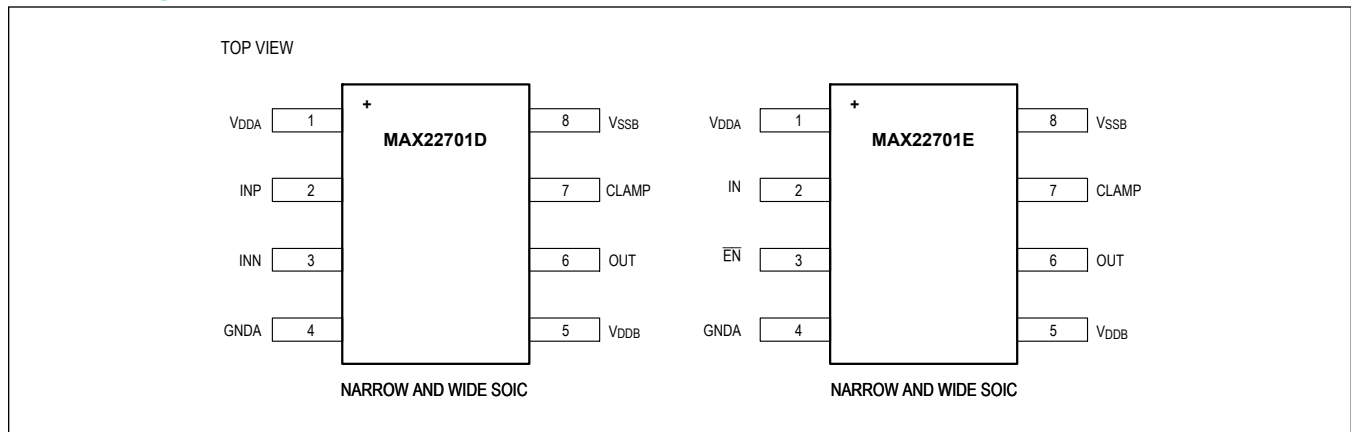 TOP VIEW
+
MAX22701D
VDDA 1
8 VSSB
INP 2
7 CLAMP
INN 3
6 OUT
GNDA 4
5 VDDB
NARROW AND WIDE SOIC
+
MAX22701E
VDDA 1
8 VSSB
IN 2
7 CLAMP
E̅N̅ 3
6 OUT
GNDA 4
5 VDDB
NARROW AND WIDE SOIC